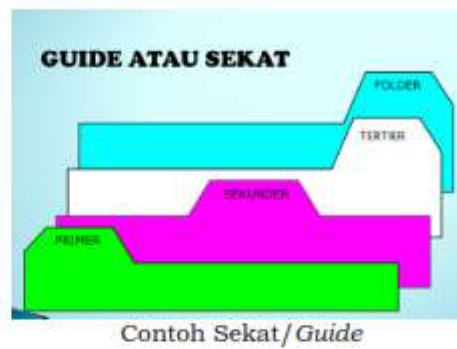 GUIDE ATAU SEKAT
FOLDER
TERTIER
SEKUNDER
PRIMER
Contoh Sekat/Guide